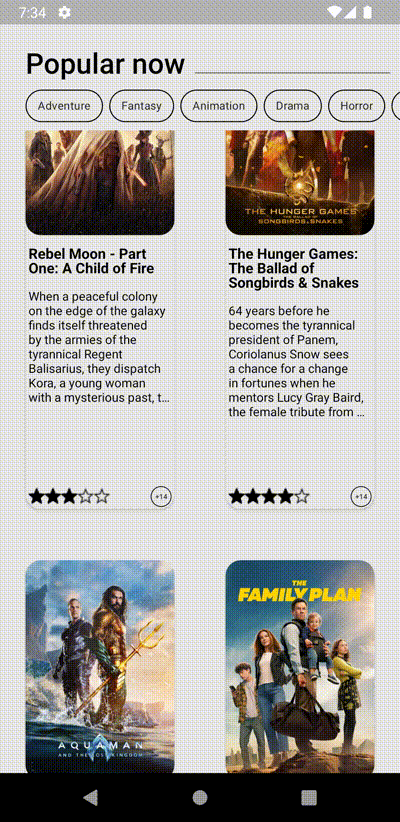 7:34
Popular now
Adventure
Fantasy
Animation
Drama
Horror
Rebel Moon - Part
One: A Child of Fire
When a peaceful colony
on the edge of the galaxy
finds itself threatened
by the armies of the
tyrannical Regent
Balisarius, they dispatch
Kora, a young woman
with a mysterious past, t...
+14
THE HUNGER GAMES
THE BALLAD OF
SONGBIRDS & SNAKES
The Hunger Games:
The Ballad of
Songbirds & Snakes
64 years before he
becomes the tyrannical
president of Panem,
Coriolanus Snow sees
a chance for a change
in fortunes when he
mentors Lucy Gray Baird,
the female tribute from ...
+14
AQUAMAN
AND THE LOST KINGDOM
THE
FAMILY PLAN